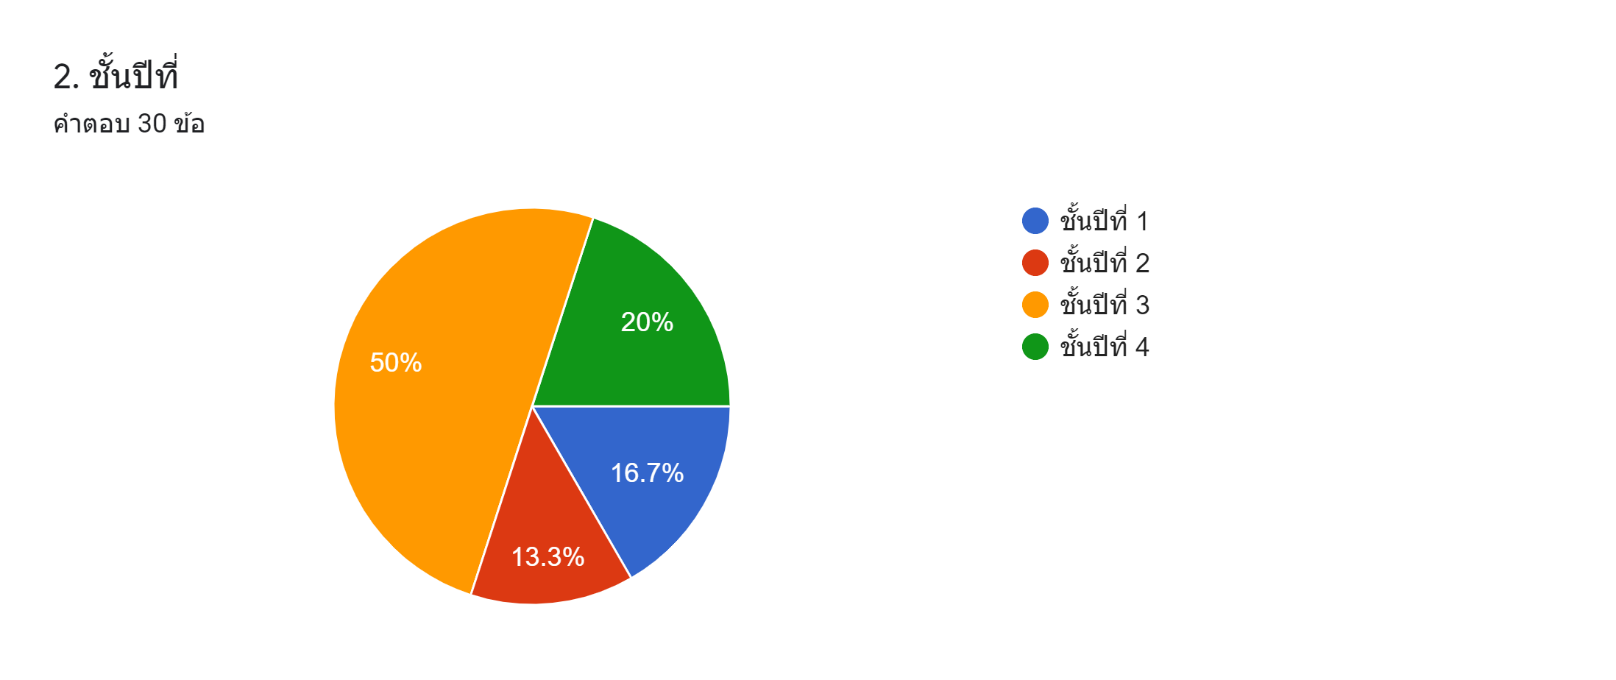 2. ชั้นปีที่
คำตอบ 30 ข้อ
20%
50%
16.7%
13.3%
ชั้นปีที่ 1
ชั้นปีที่ 2
ชั้นปีที่ 3
ชั้นปีที่ 4